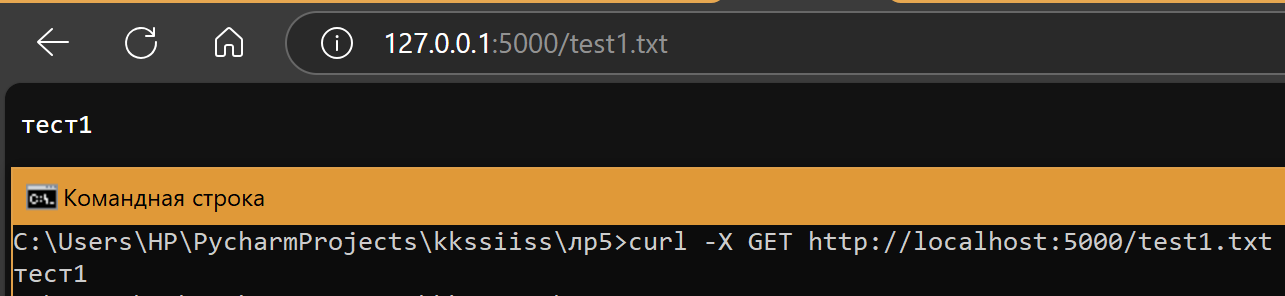 127.0.0.1:5000/test1.txt
тест1
Командная строка
C:\Users\HP\PycharmProjects\kkssiiss\лр5>curl -X GET http://localhost:5000/test1.txt
тест1